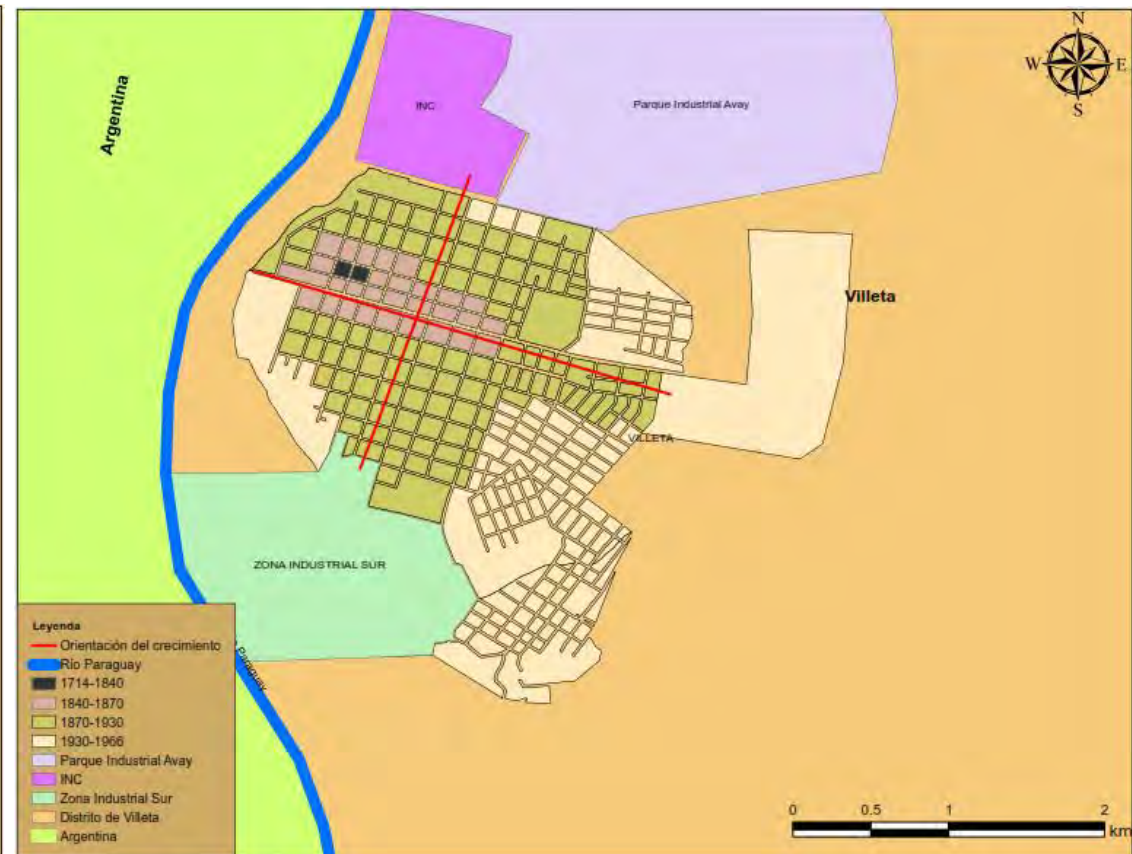 N
W E
S
Argentina
INC
Parque Industrial Avay
Villeta
VILLETA
ZONA INDUSTRIAL SUR
Paraguay
Leyenda
Orientación del crecimiento
Río Paraguay
1714-1840
1840-1870
1870-1930
1930-1966
Parque Industrial Avay
INC
Zona Industrial Sur
Distrito de Villeta
Argentina
0 0.5 1 2
km